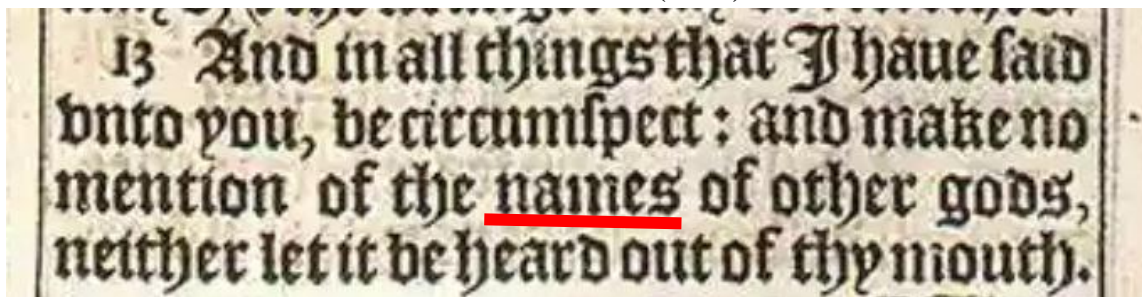 13 And in all things that I haue ſaid
vnto you, be circumſpect: and make no
mention of the names of other gods,
neither let it be heard out of thy mouth.